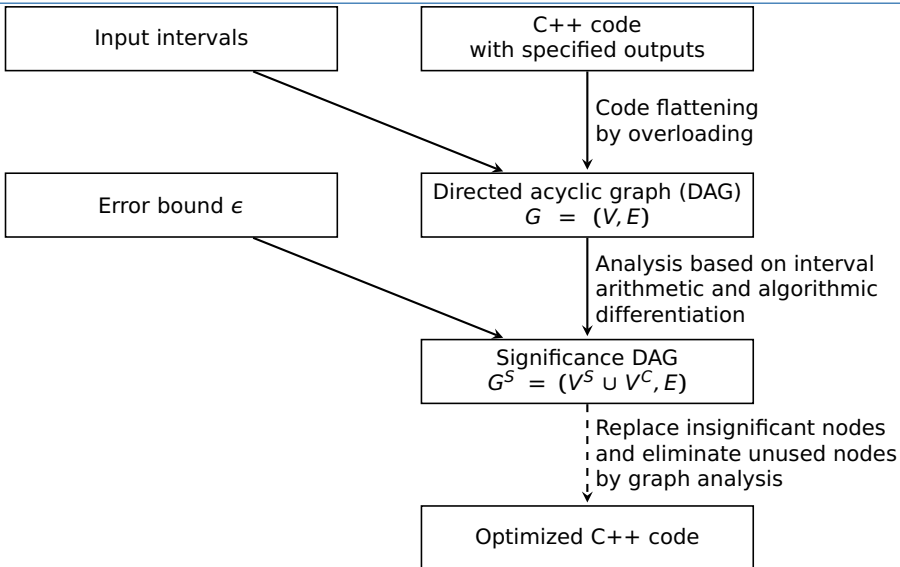 Input intervals
C++ code
with specified outputs
Code flattening
by overloading
Error bound ϵ
Directed acyclic graph (DAG)
G = (V, E)
Analysis based on interval
arithmetic and algorithmic
differentiation
Significance DAG
G^S = (V^S ∪ V^C, E)
Replace insignificant nodes
and eliminate unused nodes
by graph analysis
Optimized C++ code